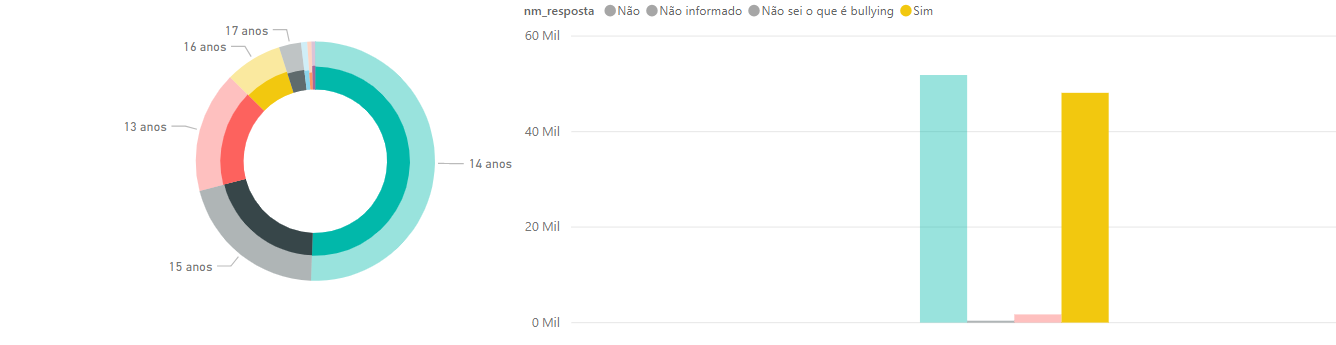 17 anos
16 anos
13 anos
14 anos
15 anos
nm_resposta Não Não informado Não sei o que é bullying Sim
60 Mil
40 Mil
20 Mil
0 Mil